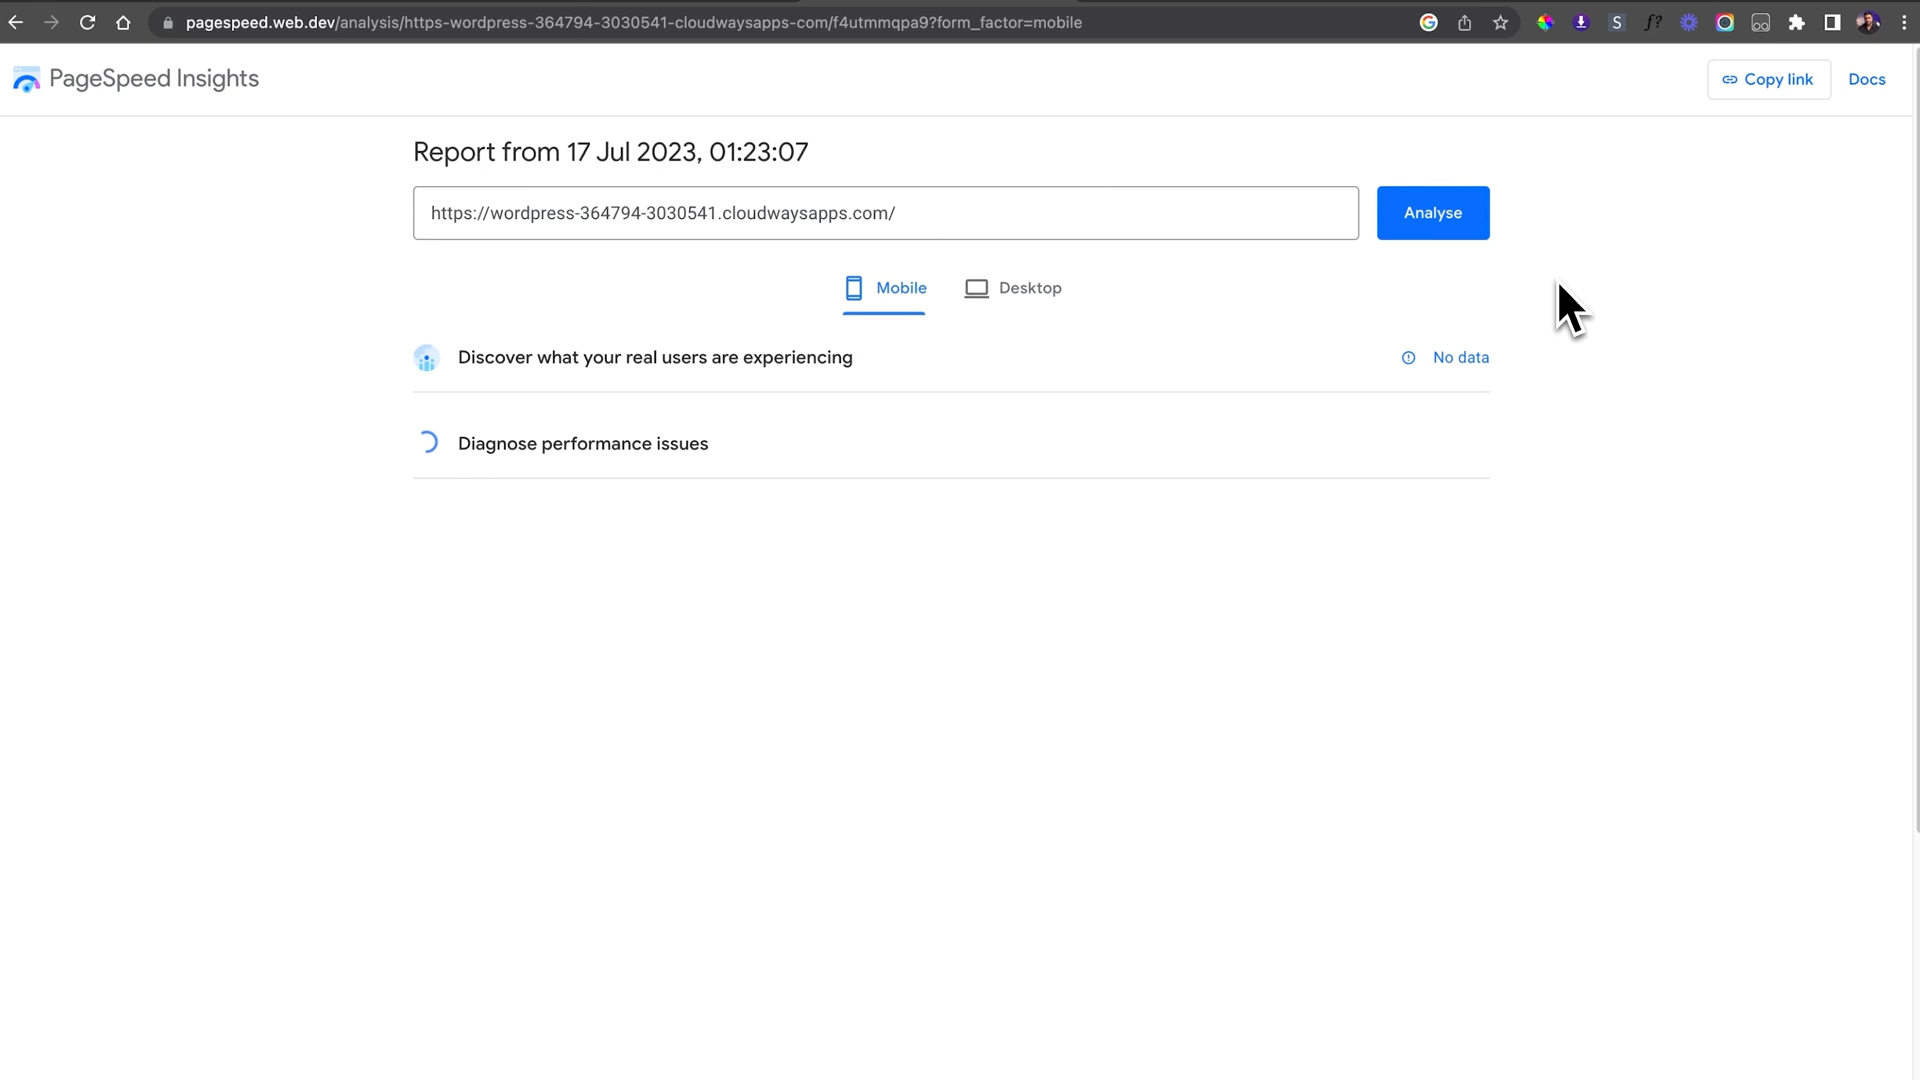 pagespeed.web.dev/analysis/https-wordpress-364794-3030541-cloudwaysapps-com/f4utmmqpa9?form_factor=mobile
S
f?
PageSpeed Insights
Copy link
Docs
Report from 17 Jul 2023, 01:23:07
https://wordpress-364794-3030541.cloudwaysapps.com/
Analyse
Mobile
Desktop
Discover what your real users are experiencing
No data
Diagnose performance issues